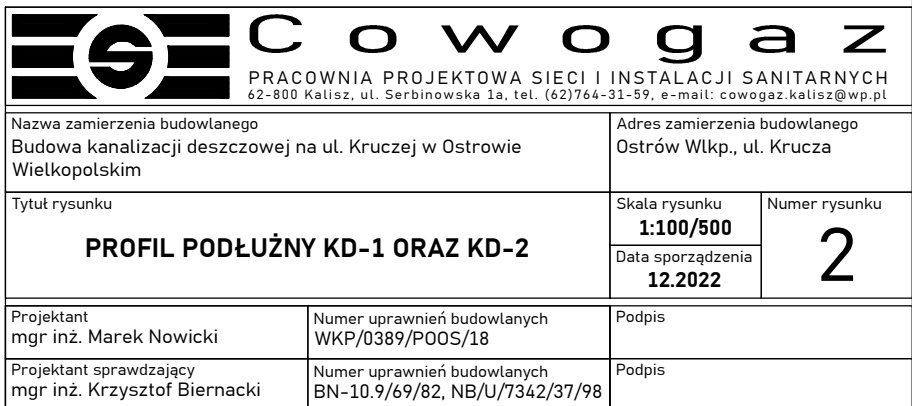 S
Cowogaz
PRACOWNIA PROJEKTOWA SIECI I INSTALACJI SANITARNYCH
62-800 Kalisz, ul. Serbinowska 1a, tel. (62)764-31-59, e-mail: cowogaz.kalisz@wp.pl
Nazwa zamierzenia budowlanego
Budowa kanalizacji deszczowej na ul. Kruczej w Ostrowie
Wielkopolskim
Adres zamierzenia budowlanego
Ostrów Wlkp., ul. Krucza
Tytuł rysunku
PROFIL PODŁUŻNY KD-1 ORAZ KD-2
Skala rysunku
1:100/500
Data sporządzenia
12.2022
Numer rysunku
2
Projektant
mgr inż. Marek Nowicki
Numer uprawnień budowlanych
WKP/0389/POOS/18
Podpis
Projektant sprawdzający
mgr inż. Krzysztof Biernacki
Numer uprawnień budowlanych
BN-10.9/69/82, NB/U/7342/37/98
Podpis